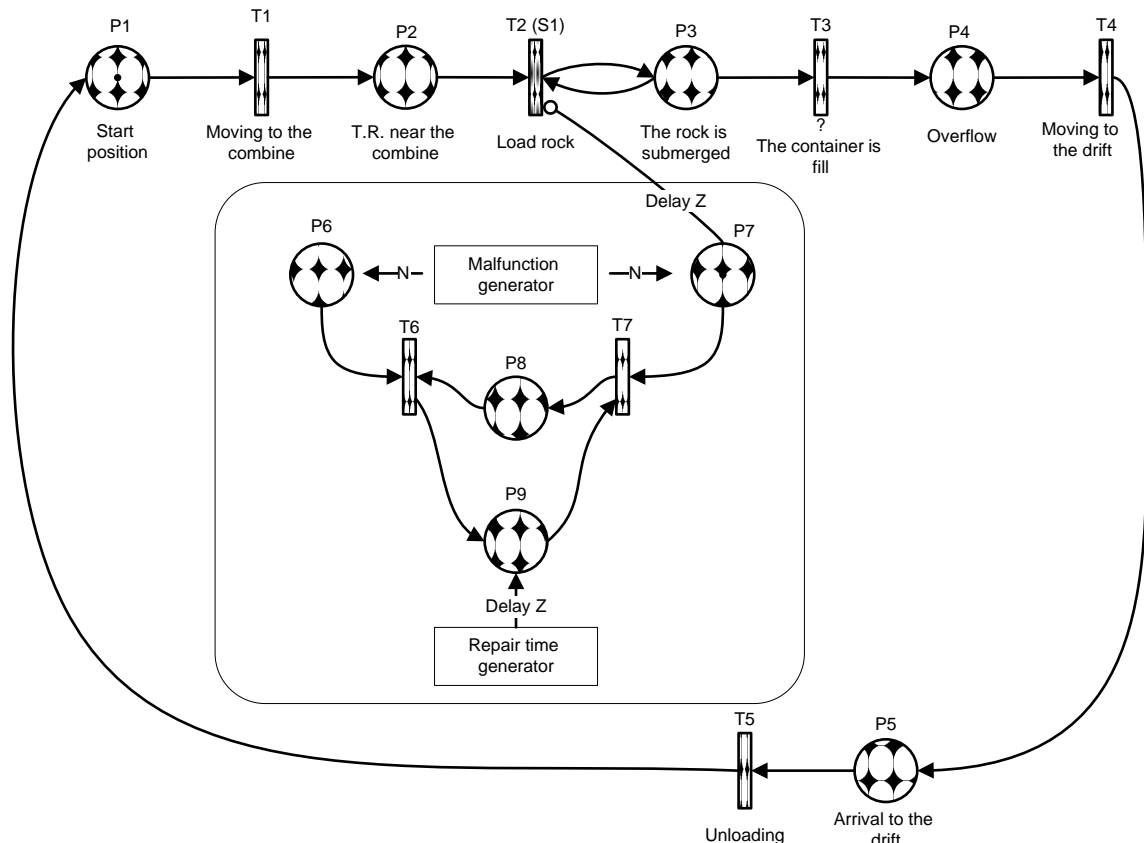 P1
T1
P2
T2 (S1)
P3
T3
P4
T4
Start
position
Moving to the
combine
T.R. near the
combine
Load rock
The rock is
submerged
?
The container is
fill
Overflow
Moving to
the drift
Delay Z
P6
N
Malfunction
generator
N
P7
T6
T7
P8
P9
Delay Z
Repair time
generator
T5
P5
Unloading
Arrival to the
drift